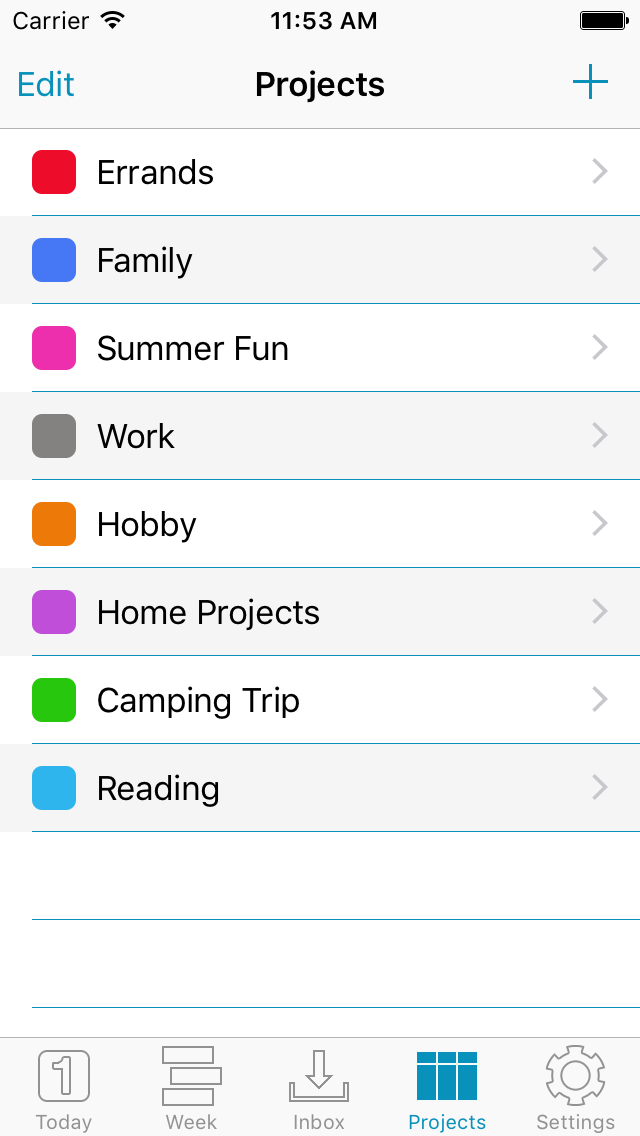 Carrier 11:53 AM
Edit Projects +
Errands
Family
Summer Fun
Work
Hobby
Home Projects
Camping Trip
Reading
1
Today Week Inbox Projects Settings